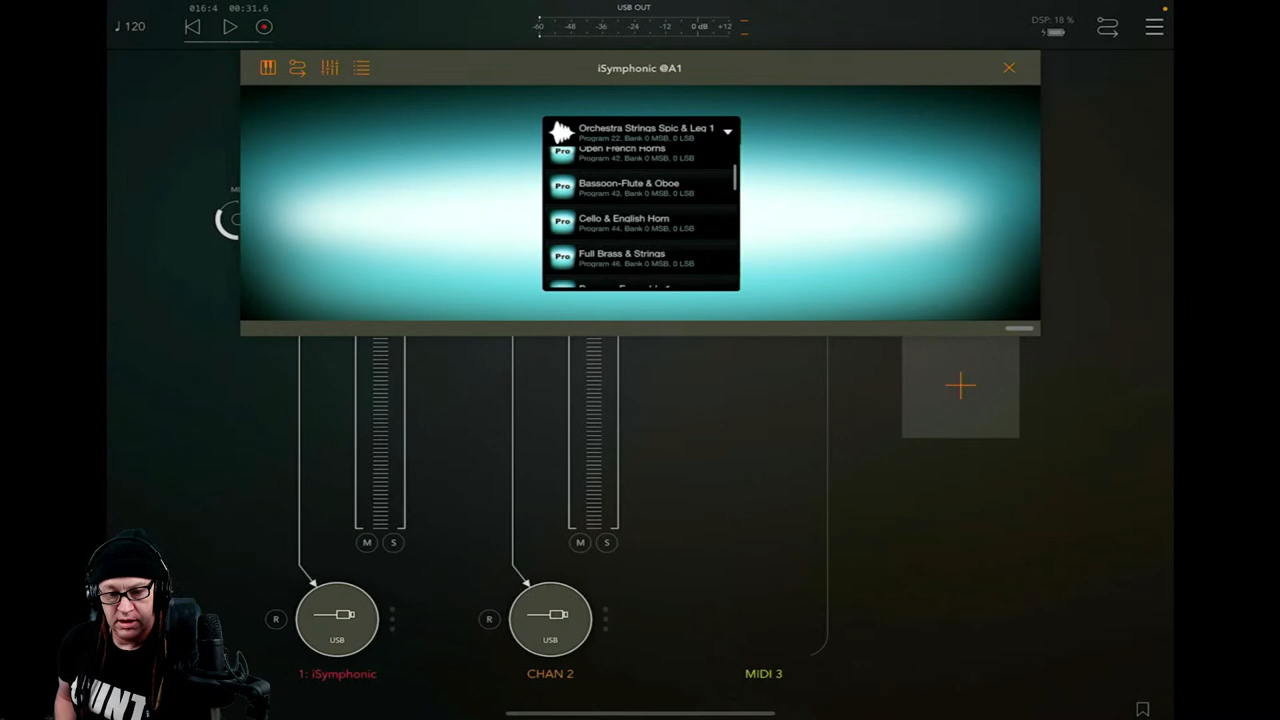 016:4
00:31.6
120
USB OUT
-60 -48 -36 -24 -12 0 dB +12
DSP: 18 %
iSymphonic @A1
Orchestra Strings Spic & Leg 1
Program 22, Bank 0 MSB, 0 LSB
Pro
Open French Horns
Program 42, Bank 0 MSB, 0 LSB
Pro
Bassoon-Flute & Oboe
Program 43, Bank 0 MSB, 0 LSB
Pro
Cello & English Horn
Program 44, Bank 0 MSB, 0 LSB
Pro
Full Brass & Strings
Program 46, Bank 0 MSB, 0 LSB
M S
M S
R
USB
R
USB
1: iSymphonic
CHAN 2
MIDI 3